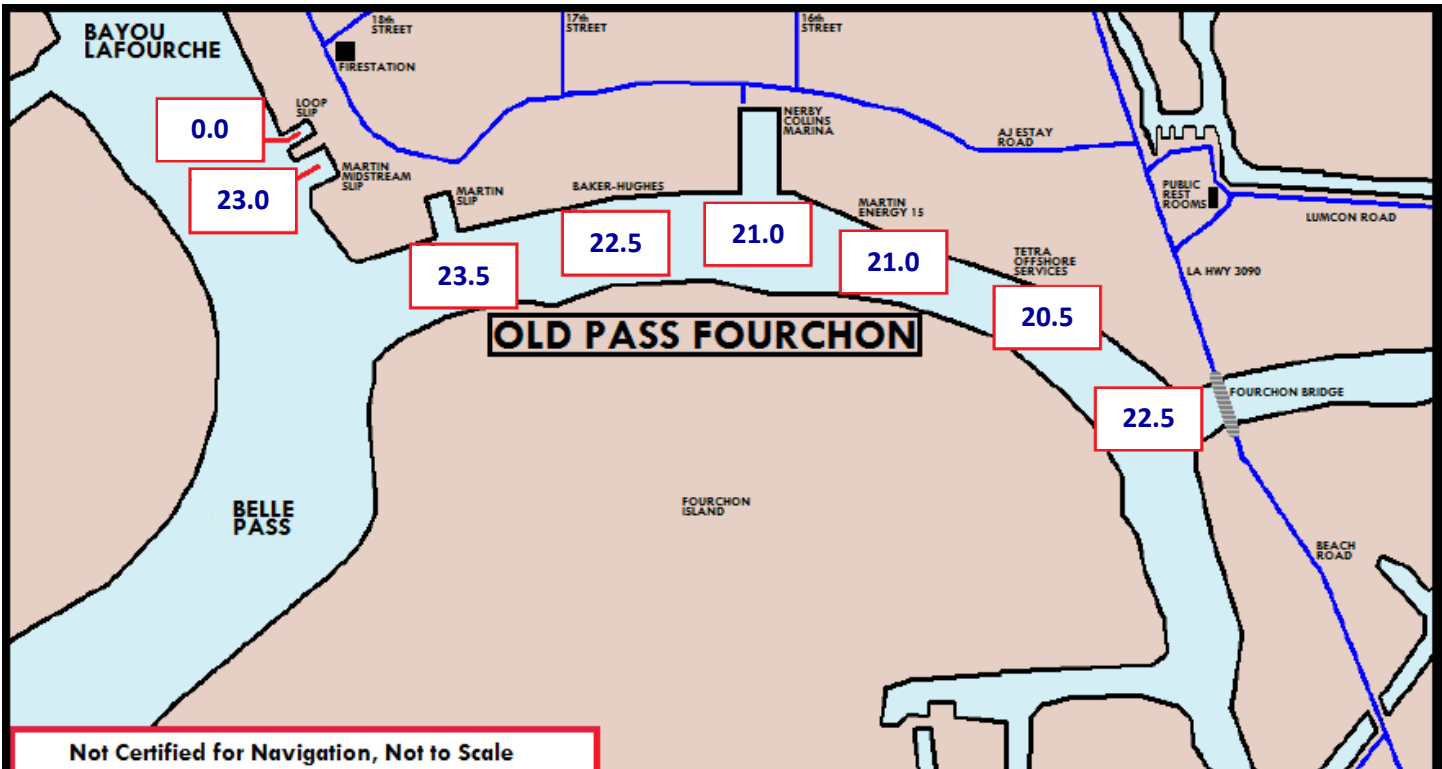 BAYOU
LAFOURCHE
18th
STREET
17th
STREET
16th
STREET
FIRESTATION
LOOP
SLIP
0.0
MARTIN
MIDSTREAM
SLIP
23.0
NERBY
COLLINS
MARINA
AJ ESTAY
ROAD
MARTIN
SLIP
BAKER-HUGHES
MARTIN
ENERGY 15
PUBLIC
REST
ROOMS
LUMCON ROAD
23.5
22.5
21.0
21.0
TETRA
OFFSHORE
SERVICES
LA HWY 3090
20.5
OLD PASS FOURCHON
FOURCHON BRIDGE
22.5
BELLE
PASS
FOURCHON
ISLAND
BEACH
ROAD
Not Certified for Navigation, Not to Scale